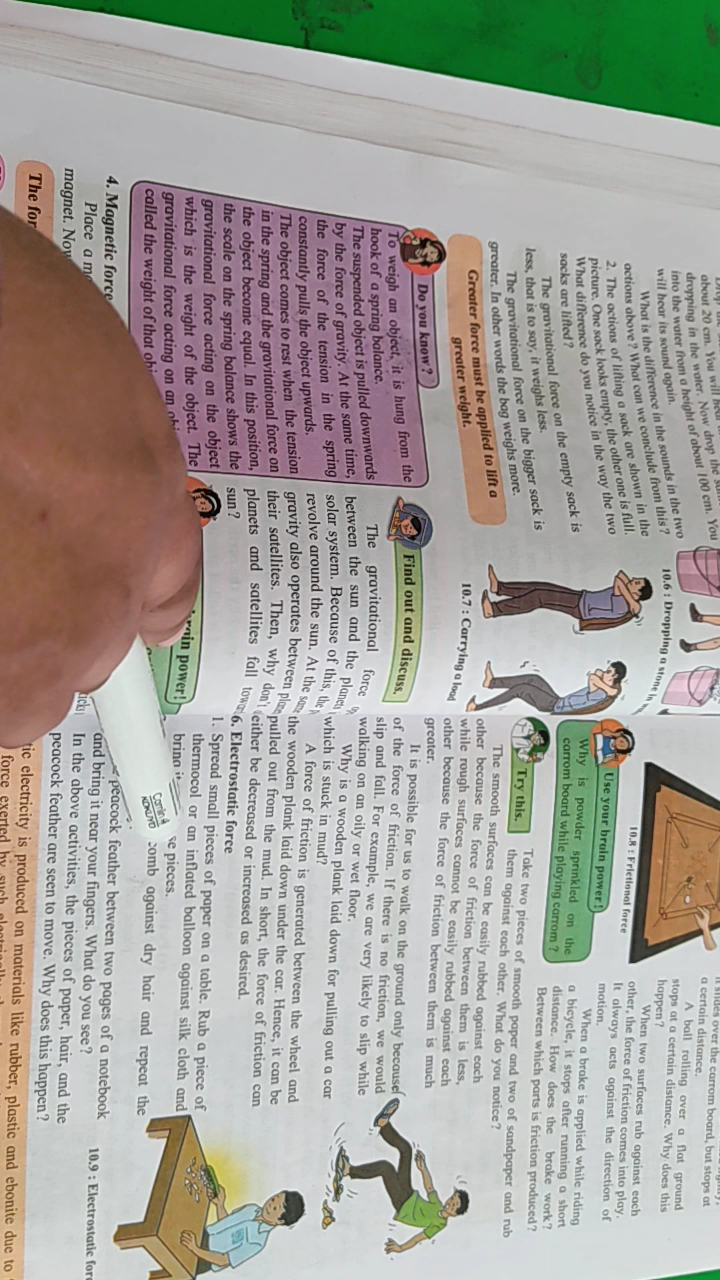 about 20 cm. You will hear
dropping in the water. Now drop the
into the water from a height of about 100 cm. You
will hear its sound again.
What is the difference in the sounds in the two
actions above? What can we conclude from this?
2. The actions of lifting a sack are shown in the
picture. One sack looks empty, the other one is full.
What difference do you notice in the way the two
sacks are lifted?
The gravitational force on the empty sack is
less, that is to say, it weighs less.
The gravitational force on the bigger sack is
greater. In other words the bag weighs more.
Greater force must be applied to lift a
greater weight.
10.6 : Dropping a stone in
10.7 : Carrying a load
Do you know?
To weigh an object, it is hung from the
hook of a spring balance.
The suspended object is pulled downwards
by the force of gravity. At the same time,
the force of the tension in the spring
constantly pulls the object upwards.
The object comes to rest when the tension
in the spring and the gravitational force on
the object become equal. In this position,
the scale on the spring balance shows the
gravitational force acting on the object
which is the weight of the object. The
gravitational force acting on an
called the weight of that
4. Magnetic force
Place a
magnet. Now
The
Find out and discuss.
The gravitational force
between the sun and the
solar system. Because of this, the
revolve around the sun. At the same
gravity also operates between
their satellites. Then, why don't
planets and satellites fall
sun?
power!
a certain distance.
A ball rolling over a flat ground
stops at a certain distance. Why does this
happen?
When two surfaces rub against each
other, the force of friction comes into play.
It always acts against the direction of
motion.
When a brake is applied while riding
a bicycle, it stops after running a short
distance. How does the brake work?
Between which parts is friction produced?
10.8 : Frictional force
Use your brain power!
Why is powder sprinkled on the
carrom board while playing carrom ?
Try this.
Take two pieces of smooth paper and two of sandpaper and rub
them against each other. What do you notice?
The smooth surfaces can be easily rubbed against each
other because the force of friction between them is less,
while rough surfaces cannot be easily rubbed against each
other because the force of friction between them is much
greater.
It is possible for us to walk on the ground only because
of the force of friction. If there is no friction, we would
slip and fall. For example, we are very likely to slip while
walking on an oily or wet floor.
Why is a wooden plank laid down for pulling out a car
which is stuck in mud?
A force of friction is generated between the wheel and
the wooden plank laid down under the car. Hence, it can be
pulled out from the mud. In short, the force of friction can
either be decreased or increased as desired.
6. Electrostatic force
1. Spread small pieces of paper on a table. Rub a piece of
thermocol or an inflated balloon against silk cloth and
bring
pieces.
comb against dry hair and repeat the
peacock feather between two pages of a notebook
and bring it near your fingers. What do you see?
In the above activities, the pieces of paper, hair, and the
peacock feather are seen to move. Why does this happen?
10.9 : Electrostatic
electricity is produced on materials like rubber, plastic and ebonite due to
force exerted by such
Camlin
KOKUYO